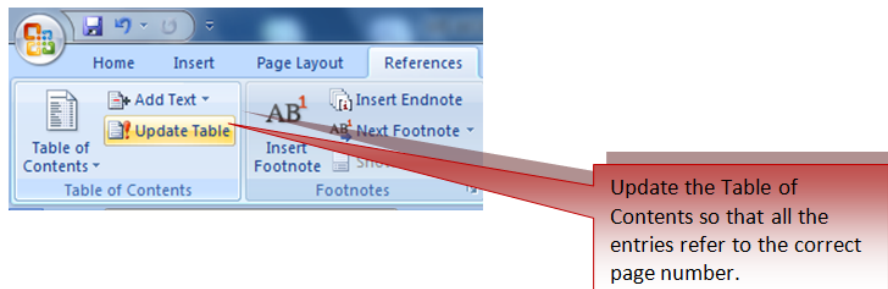 Home Insert Page Layout References
Add Text
Update Table
Table of
Contents
Table of Contents
AB1
Insert
Footnote
Insert Endnote
AB1 Next Footnote
Footnotes
Update the Table of
Contents so that all the
entries refer to the correct
page number.